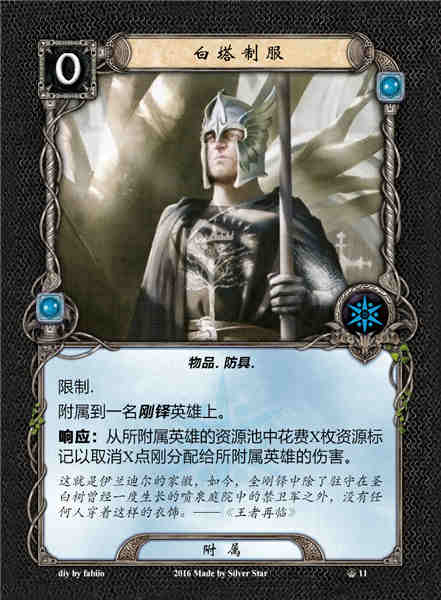 0
白塔制服
物品. 防具.
限制.
附属到一名刚铎英雄上。
响应：从所附属英雄的资源池中花费X枚资源标
记以取消X点刚分配给所附属英雄的伤害。
这就是伊兰迪尔的家徽，如今，全刚铎中除了驻守在圣
白树曾经一度生长的喷泉庭院中的禁卫军之外，没有任
何人穿着这样的衣饰。——《王者再临》
附属
diy by fabiio
2016 Made by Silver Star
11